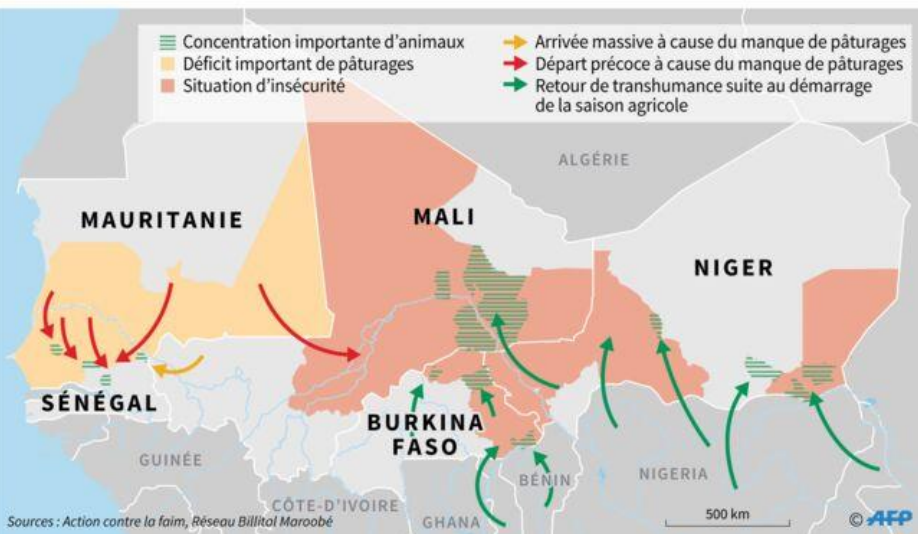 Concentration importante d'animaux
Déficit important de pâturages
Situation d'insécurité
Arrivée massive à cause du manque de pâturages
Départ précoce à cause du manque de pâturages
Retour de transhumance suite au démarrage
de la saison agricole
ALGÉRIE
MAURITANIE
MALI
NIGER
SÉNÉGAL
BURKINA
FASO
GUINÉE
CÔTE-D'IVOIRE
GHANA
BÉNIN
NIGERIA
500 km
Sources : Action contre la faim, Réseau Billital Maroobé
© AFP